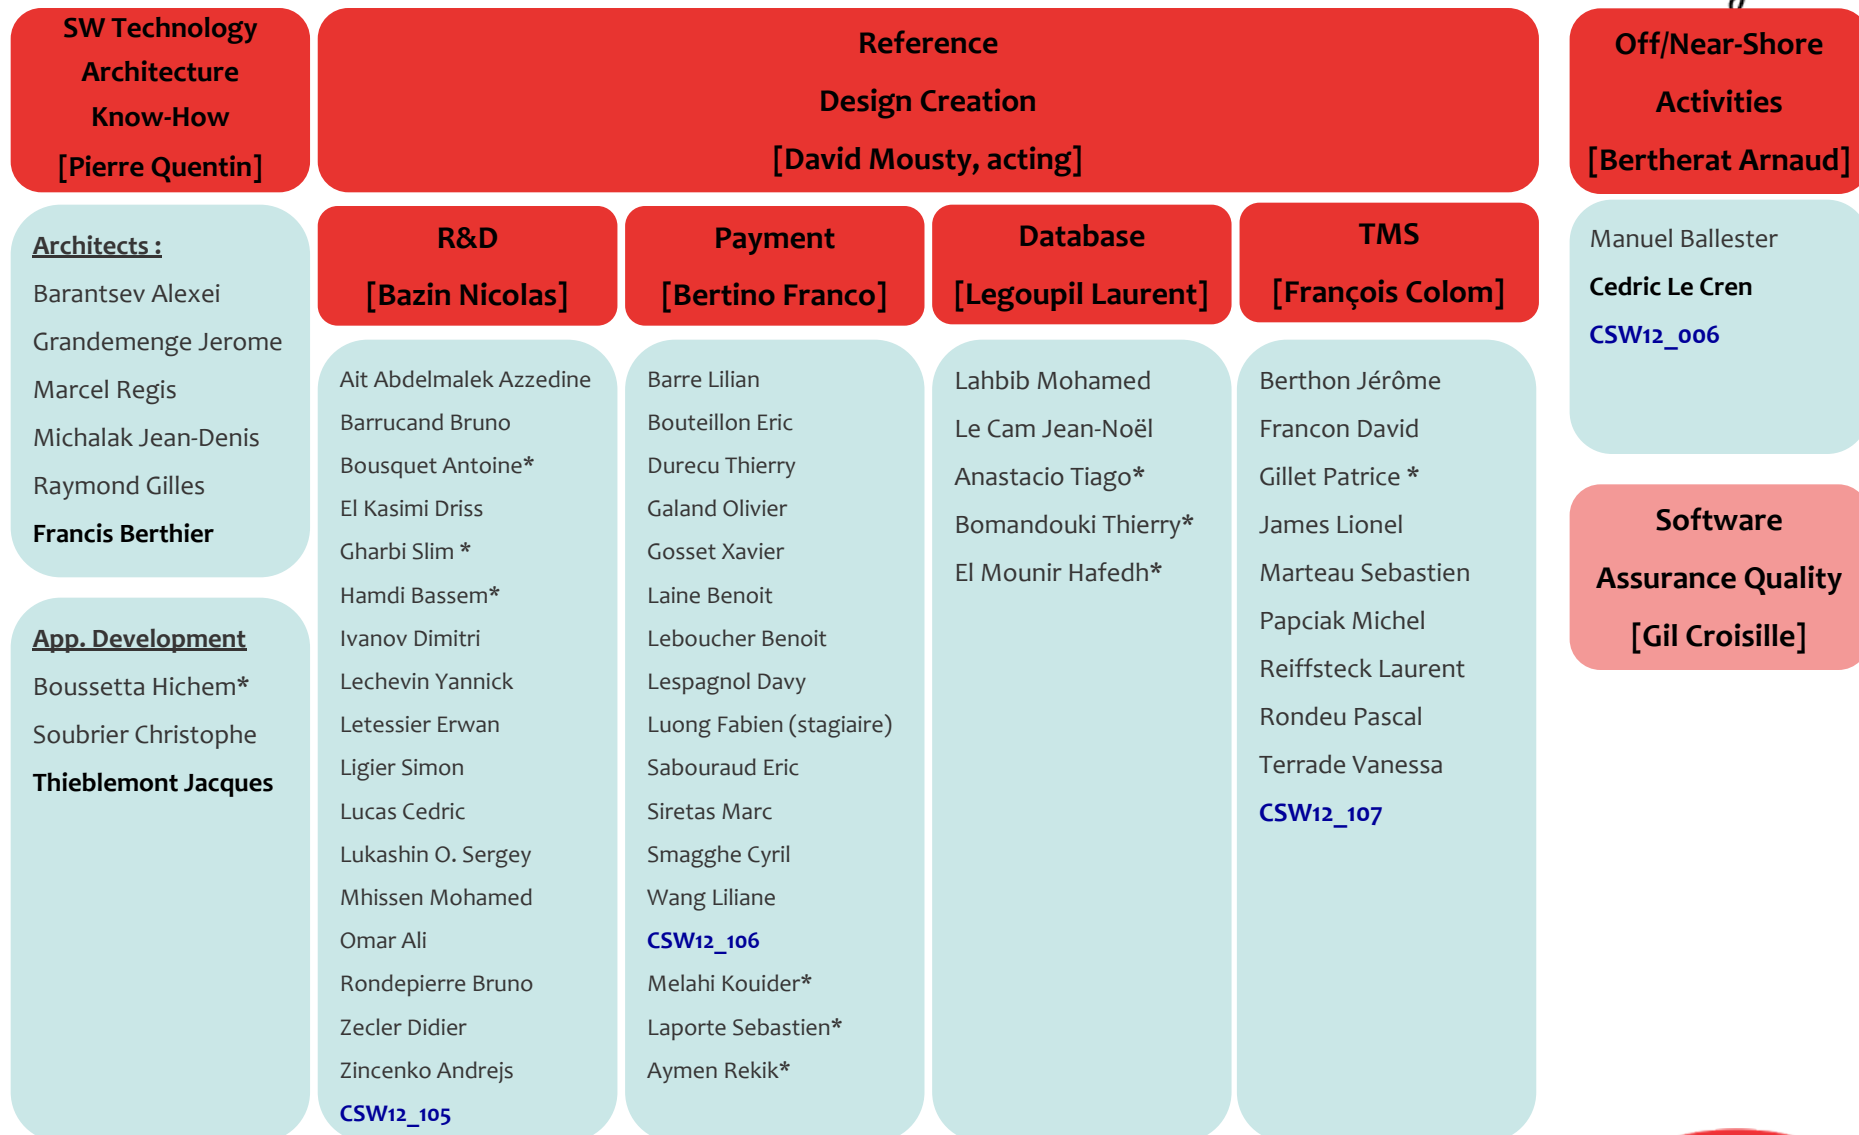 SW Technology
Architecture
Know-How
[Pierre Quentin]
Architects :
Barantsev Alexei
Grandemenge Jerome
Marcel Regis
Michalak Jean-Denis
Raymond Gilles
Francis Berthier
App. Development
Boussetta Hichem*
Soubrier Christophe
Thieblemont Jacques
Reference
Design Creation
[David Mousty, acting]
R&D
[Bazin Nicolas]
Ait Abdelmalek Azzedine
Barrucand Bruno
Bousquet Antoine*
El Kasimi Driss
Gharbi Slim *
Hamdi Bassem*
Ivanov Dimitri
Lechevin Yannick
Letessier Erwan
Ligier Simon
Lucas Cedric
Lukashin O. Sergey
Mhissen Mohamed
Omar Ali
Rondepierre Bruno
Zecler Didier
Zincenko Andrejs
CSW12_105
Payment
[Bertino Franco]
Barre Lilian
Bouteillon Eric
Durecu Thierry
Galand Olivier
Gosset Xavier
Laine Benoit
Leboucher Benoit
Lespagnol Davy
Luong Fabien (stagiaire)
Sabouraud Eric
Siretas Marc
Smagghe Cyril
Wang Liliane
CSW12_106
Melahi Kouider*
Laporte Sebastien*
Aymen Rekik*
Database
[Legoupil Laurent]
Lahbib Mohamed
Le Cam Jean-Noël
Anastacio Tiago*
Bomandouki Thierry*
El Mounir Hafedh*
TMS
[François Colom]
Berthon Jérôme
Francon David
Gillet Patrice *
James Lionel
Marteau Sebastien
Papciak Michel
Reiffsteck Laurent
Rondeu Pascal
Terrade Vanessa
CSW12_107
Off/Near-Shore
Activities
[Bertherat Arnaud]
Manuel Ballester
Cedric Le Cren
CSW12_006
Software
Assurance Quality
[Gil Croisille]